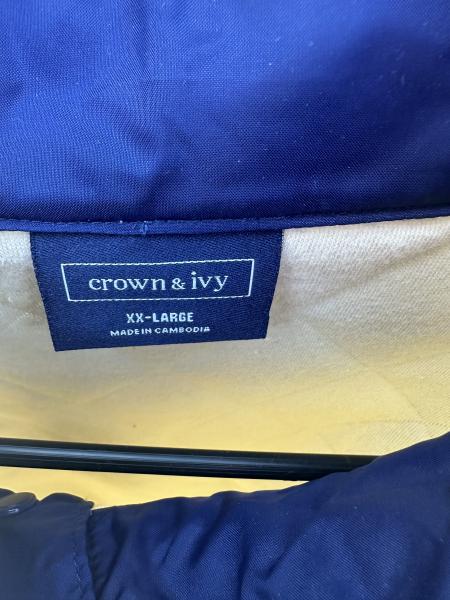 crown & ivy
XX-LARGE
MADE IN CAMBODIA